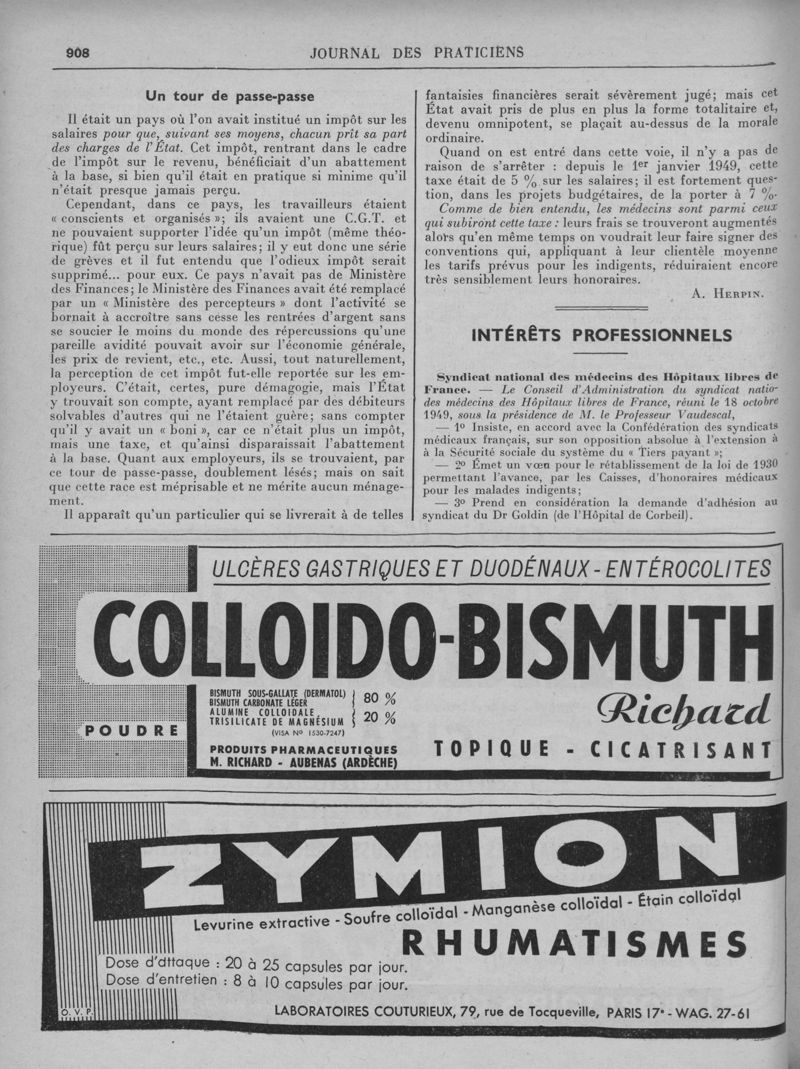 908
JOURNAL DES PRATICIENS
Un tour de passe-passe
Il était un pays où l'on avait institué un impôt sur les
salaires pour que, suivant ses moyens, chacun prît sa part
des charges de l'État. Cet impôt, rentrant dans le cadre
de l'impôt sur le revenu, bénéficiait d'un abattement
à la base, si bien qu'il était en pratique si minime qu'il
n'était presque jamais perçu.
Cependant, dans ce pays, les travailleurs étaient
« conscients et organisés »; ils avaient une C.G.T. et
ne pouvaient supporter l'idée qu'un impôt (même théo-
rique) fût perçu sur leurs salaires; il y eut donc une série
de grèves et il fut entendu que l'odieux impôt serait
supprimé... pour eux. Ce pays n'avait pas de Ministère
des Finances; le Ministère des Finances avait été remplacé
par un « Ministère des percepteurs » dont l'activité se
bornait à accroître sans cesse les rentrées d'argent sans
se soucier le moins du monde des répercussions qu'une
pareille avidité pouvait avoir sur l'économie générale,
les prix de revient, etc., etc. Aussi, tout naturellement,
la perception de cet impôt fut-elle reportée sur les em-
ployeurs. C'était, certes, pure démagogie, mais l'État
y trouvait son compte, ayant remplacé par des débiteurs
solvables d'autres qui ne l'étaient guère; sans compter
qu'il y avait un « boni », car ce n'était plus un impôt,
mais une taxe, et qu'ainsi disparaissait l'abattement
à la base. Quant aux employeurs, ils se trouvaient, par
ce tour de passe-passe, doublement lésés; mais on sait
que cette race est méprisable et ne mérite aucun ménage-
ment.
Il apparaît qu'un particulier qui se livrerait à de telles
fantaisies financières serait sévèrement jugé; mais cet
État avait pris de plus en plus la forme totalitaire et,
devenu omnipotent, se plaçait au-dessus de la morale
ordinaire.
Quand on est entré dans cette voie, il n'y a pas de
raison de s'arrêter : depuis le 1er janvier 1949, cette
taxe était de 5 % sur les salaires; il est fortement ques-
tion, dans les projets budgétaires, de la porter à 7 %.
Comme de bien entendu, les médecins sont parmi ceux
qui subiront cette taxe : leurs frais se trouveront augmentés
alors qu'en même temps on voudrait leur faire signer des
conventions qui, appliquant à leur clientèle moyenne
les tarifs prévus pour les indigents, réduiraient encore
très sensiblement leurs honoraires.
A. HERPIN.
INTÉRÊTS PROFESSIONNELS
Syndicat national des médecins des Hôpitaux libres de
France. — Le Conseil d'Administration du syndicat natio-
des médecins des Hôpitaux libres de France, réuni le 18 octobre
1949, sous la présidence de M. le Professeur Vaudescal,
— 1º Insiste, en accord avec la Confédération des syndicats
médicaux français, sur son opposition absolue à l'extension à
à la Sécurité sociale du système du « Tiers payant »;
— 2º Émet un vœu pour le rétablissement de la loi de 1930
permettant l'avance, par les Caisses, d'honoraires médicaux
pour les malades indigents;
— 3º Prend en considération la demande d'adhésion au
syndicat du Dr Goldin (de l'Hôpital de Corbeil).
ULCÈRES GASTRIQUES ET DUODÉNAUX - ENTÉROCOLITES
COLLOIDO-BISMUTH
BISMUTH SOUS-GALLATE (DERMATOL)
BISMUTH CARBONATE LÉGER
80 %
ALUMINE COLLOIDALE,
TRISILICATE DE MAGNÉSIUM
20 %
(VISA Nº 1530-7247)
Richard
POUDRE
PRODUITS PHARMACEUTIQUES
M. RICHARD - AUBENAS (ARDÈCHE)
TOPIQUE - CICATRISANT
ZYMION
Levurine extractive - Soufre colloïdal - Manganèse colloïdal - Étain colloïdal
RHUMATISMES
Dose d'attaque : 20 à 25 capsules par jour.
Dose d'entretien : 8 à 10 capsules par jour.
O. V. P.
LABORATOIRES COUTURIEUX, 79, rue de Tocqueville, PARIS 17e - WAG. 27-61